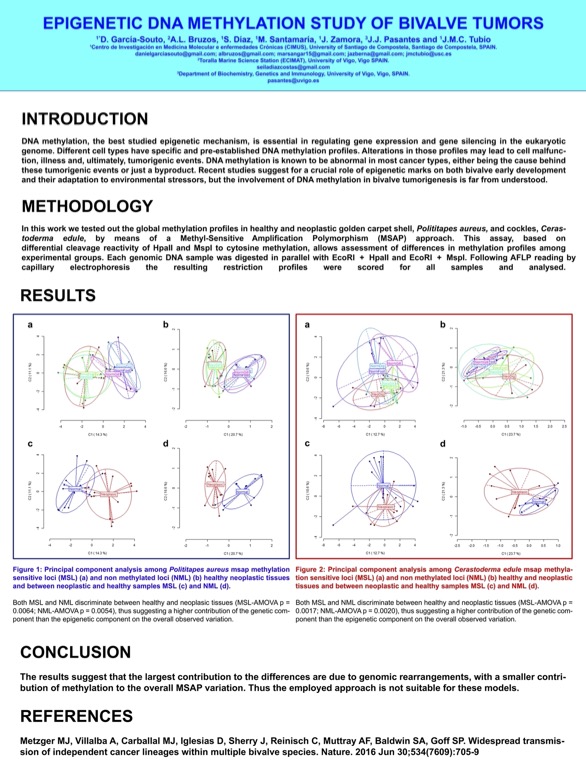 EPIGENETIC DNA METHYLATION STUDY OF BIVALVE TUMORS
¹*D. García-Souto, ¹A.L. Bruzos, ¹S. Díaz, ¹M. Santamaría, ¹J. Zamora, ³J.J. Pasantes and ¹J.M.C. Tubío
¹Centro de Investigación en Medicina Molecular e enfermedades Crónicas (CIMUS), University of Santiago de Compostela, Santiago de Compostela, SPAIN.
danielgarciasouto@gmail.com; albruzos@gmail.com; marsangar15@gmail.com; jazberna@gmail.com; jmctubio@usc.es
²Toralla Marine Science Station (ECIMAT), University of Vigo, Vigo SPAIN.
seiladiazcostas@gmail.com
³Department of Biochemistry, Genetics and Immunology, University of Vigo, Vigo, SPAIN.
pasantes@uvigo.es
INTRODUCTION
DNA methylation, the best studied epigenetic mechanism, is essential in regulating gene expression and gene silencing in the eukaryotic
genome. Different cell types have specific and pre-established DNA methylation profiles. Alterations in those profiles may lead to cell malfunc-
tion, illness and, ultimately, tumorigenic events. DNA methylation is known to be abnormal in most cancer types, either being the cause behind
these tumorigenic events or just a byproduct. Recent studies suggest for a crucial role of epigenetic marks on both bivalve early development
and their adaptation to environmental stressors, but the involvement of DNA methylation in bivalve tumorigenesis is far from understood.
METHODOLOGY
In this work we tested out the global methylation profiles in healthy and neoplastic golden carpet shell, Polititapes aureus, and cockles, Ceras-
toderma edule, by means of a Methyl-Sensitive Amplification Polymorphism (MSAP) approach. This assay, based on
differential cleavage reactivity of HpaII and MspI to cytosine methylation, allows assessment of differences in methylation profiles among
experimental groups. Each genomic DNA sample was digested in parallel with EcoRI + HpaII and EcoRI + MspI. Following AFLP reading by
capillary electrophoresis the resulting restriction profiles were scored for all samples and analysed.
RESULTS
a
b
c
d
a
b
c
d
Figure 1: Principal component analysis among Polititapes aureus msap methylation
sensitive loci (MSL) (a) and non methylated loci (NML) (b) healthy neoplastic tissues
and between neoplastic and healthy samples MSL (c) and NML (d).
Both MSL and NML discriminate between healthy and neoplasic tissues (MSL-AMOVA p =
0.0064; NML-AMOVA p = 0.0054), thus suggesting a higher contribution of the genetic com-
ponent than the epigenetic component on the overall observed variation.
Figure 2: Principal component analysis among Cerastoderma edule msap methyla-
tion sensitive loci (MSL) (a) and non methylated loci (NML) (b) healthy and neoplastic
tissues and between neoplastic and healthy samples MSL (c) and NML (d).
Both MSL and NML discriminate between healthy and neoplasic tissues (MSL-AMOVA p =
0.0017; NML-AMOVA p = 0.0020), thus suggesting a higher contribution of the genetic com-
ponent than the epigenetic component on the overall observed variation.
CONCLUSION
The results suggest that the largest contribution to the differences are due to genomic rearrangements, with a smaller contri-
bution of methylation to the overall MSAP variation. Thus the employed approach is not suitable for these models.
REFERENCES
Metzger MJ, Villalba A, Carballal MJ, Iglesias D, Sherry J, Reinisch C, Muttray AF, Baldwin SA, Goff SP. Widespread transmis-
sion of independent cancer lineages within multiple bivalve species. Nature. 2016 Jun 30;534(7609):705-9